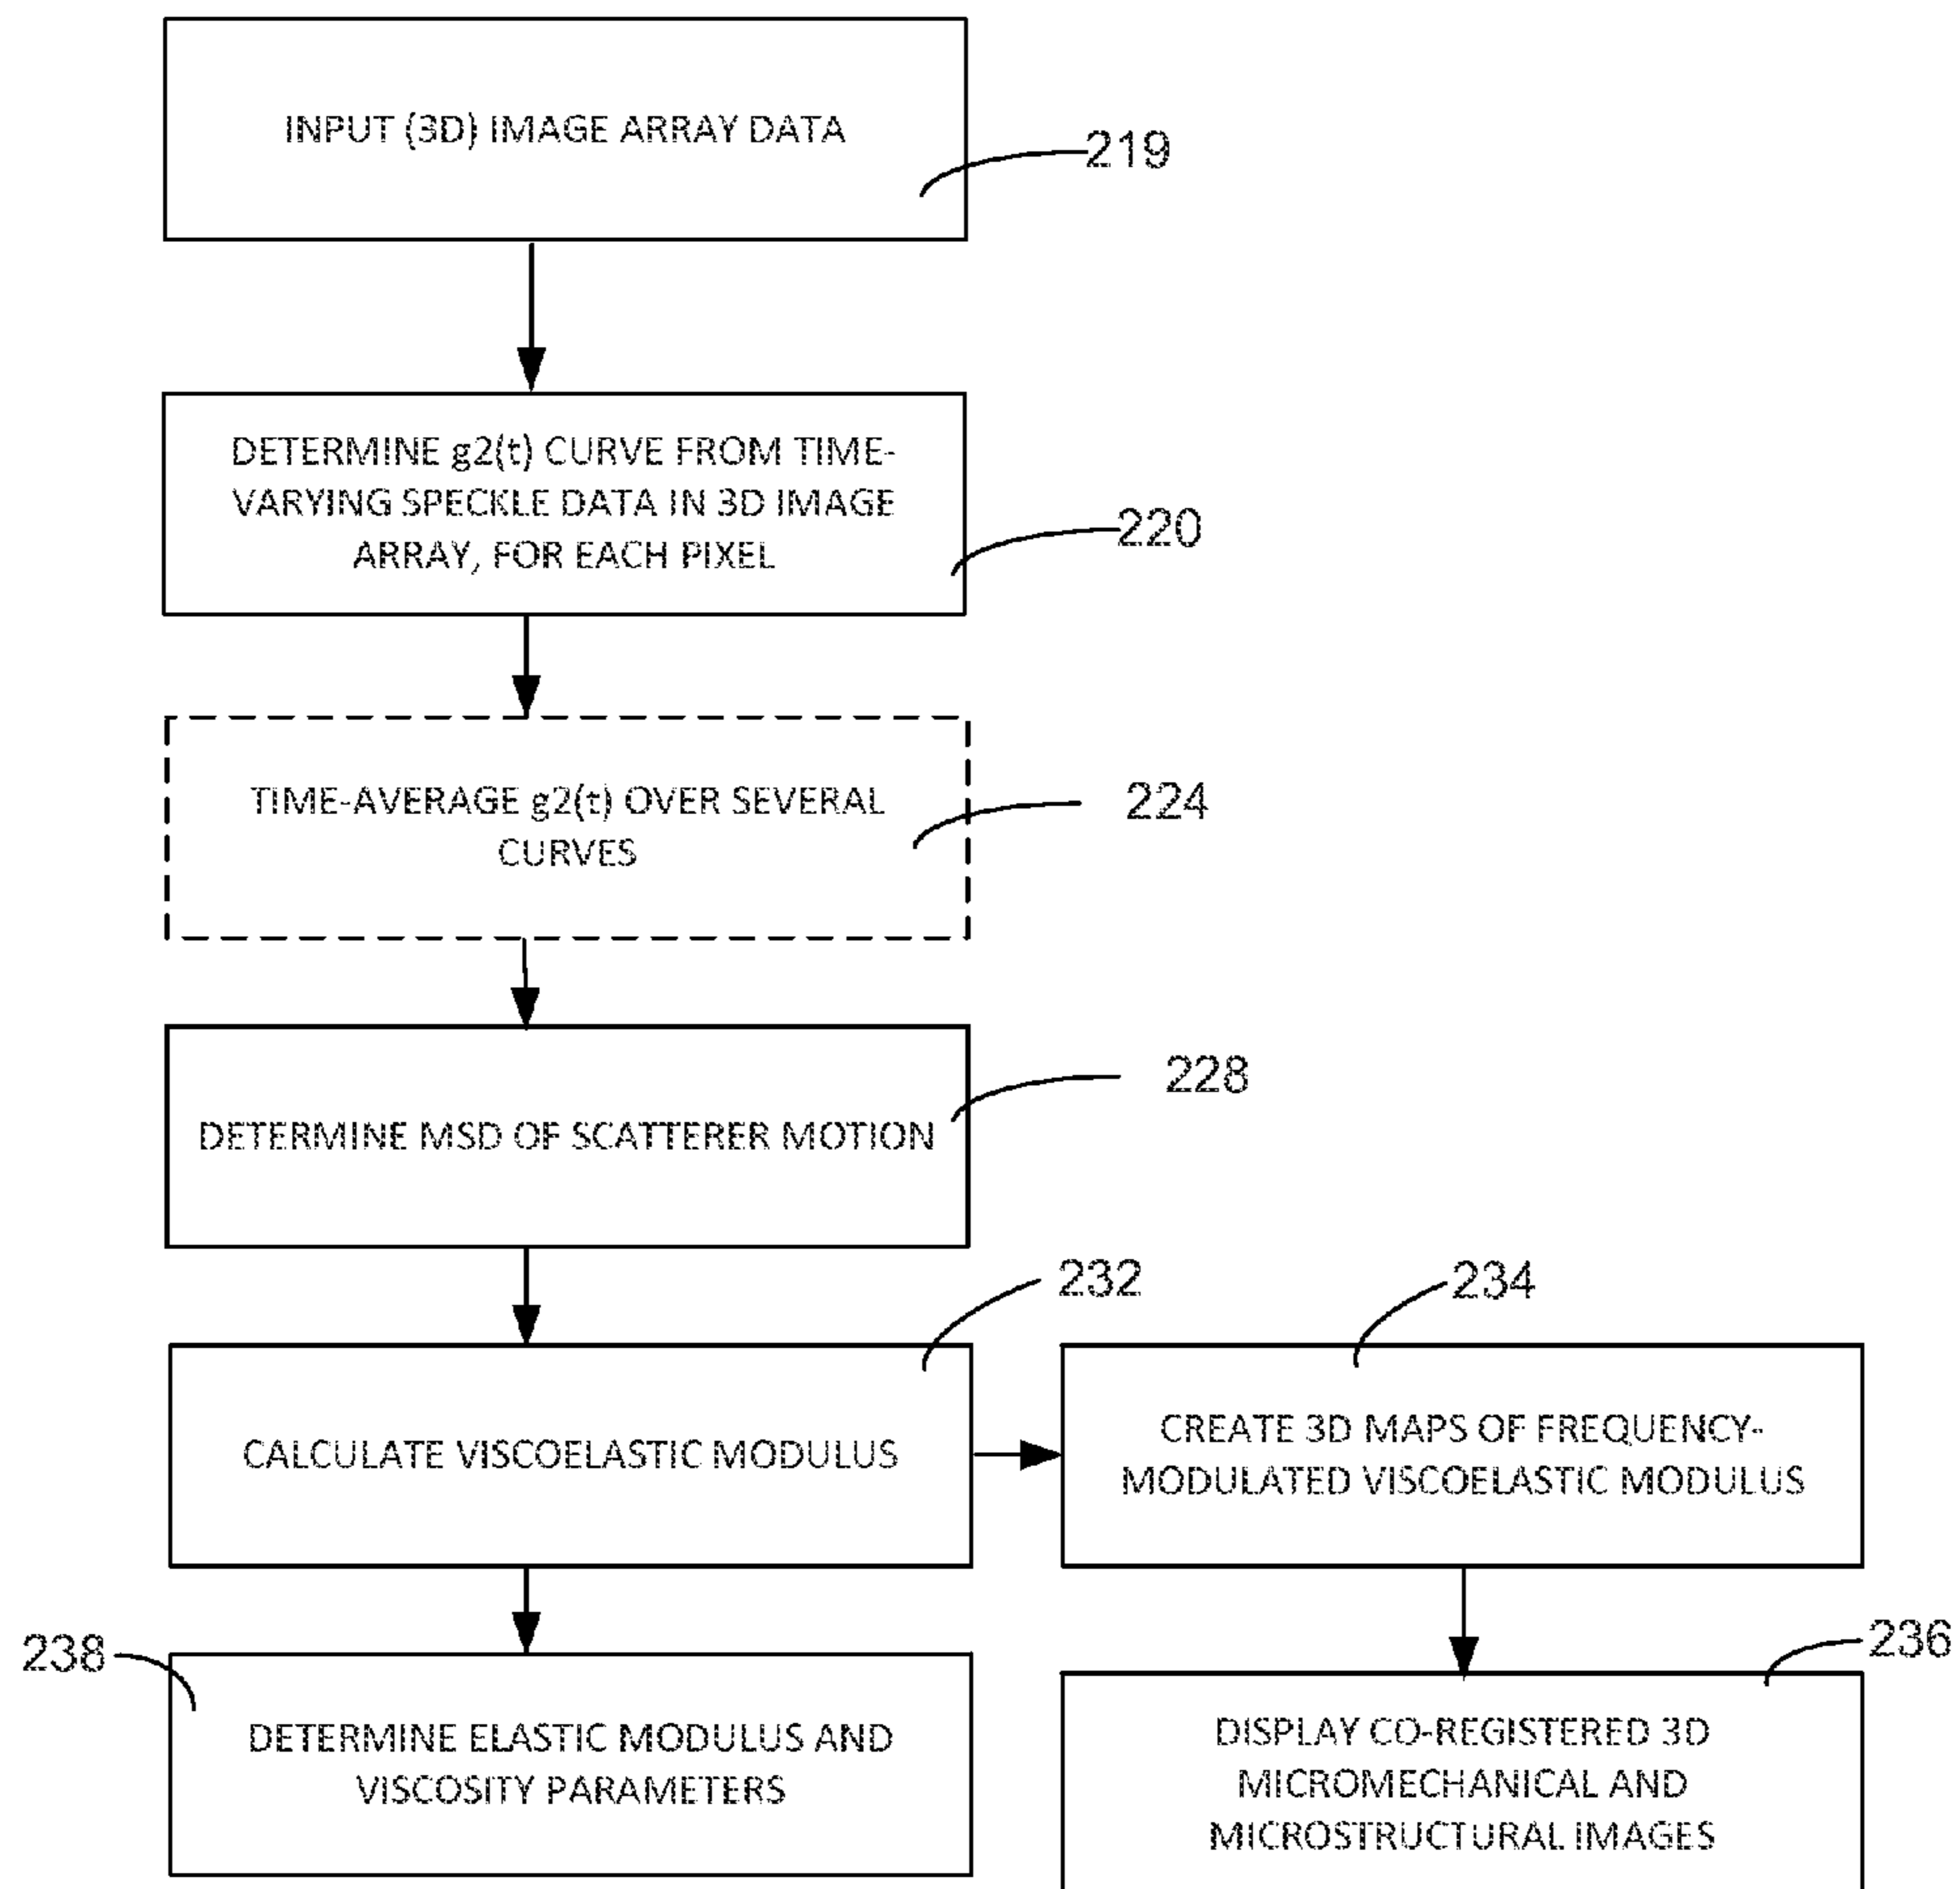 INPUT (3D) IMAGE ARRAY DATA
219
DETERMINE g2(t) CURVE FROM TIME-
VARYING SPECKLE DATA IN 3D IMAGE
ARRAY, FOR EACH PIXEL
220
TIME-AVERAGE g2(t) OVER SEVERAL
CURVES
224
DETERMINE MSD OF SCATTERER MOTION
228
CALCULATE VISCOELASTIC MODULUS
232
CREATE 3D MAPS OF FREQUENCY-
MODULATED VISCOELASTIC MODULUS
234
238
DETERMINE ELASTIC MODULUS AND
VISCOSITY PARAMETERS
DISPLAY CO-REGISTERED 3D
MICROMECHANICAL AND
MICROSTRUCTURAL IMAGES
236